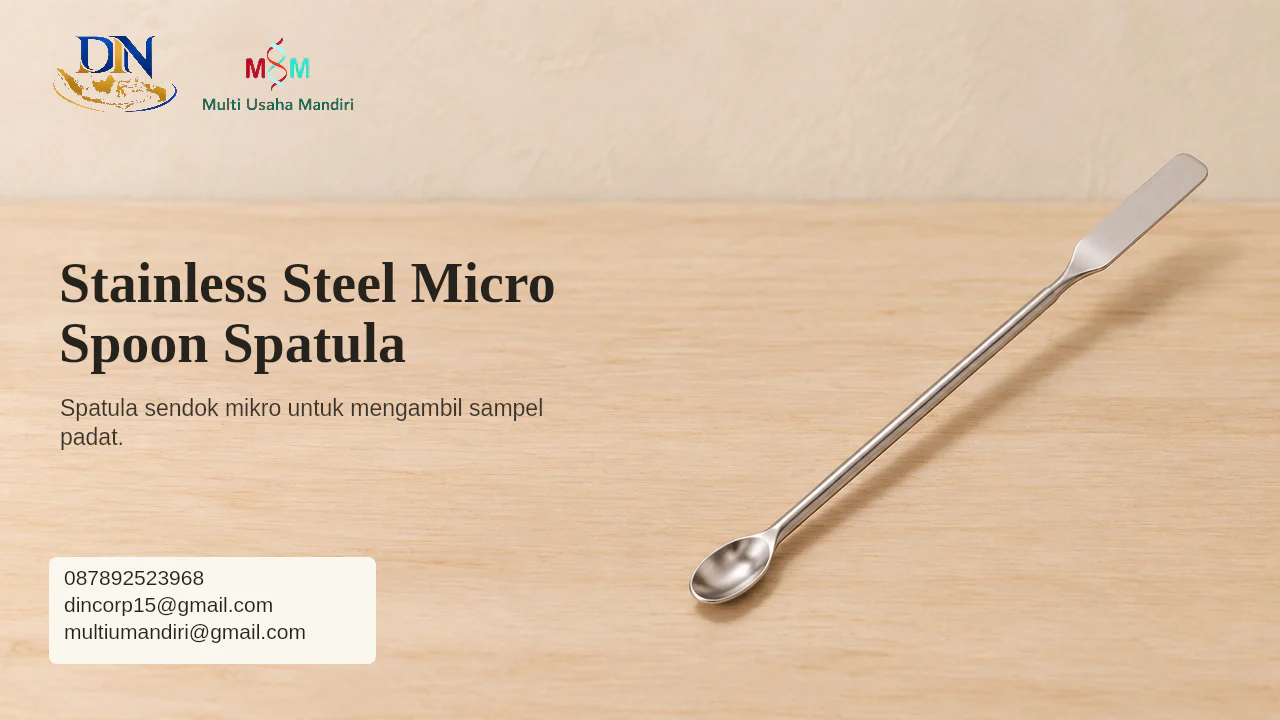 DIN
MSM
Multi Usaha Mandiri
Stainless Steel Micro
Spoon Spatula
Spatula sendok mikro untuk mengambil sampel
padat.
087892523968
dincorp15@gmail.com
multiumandiri@gmail.com